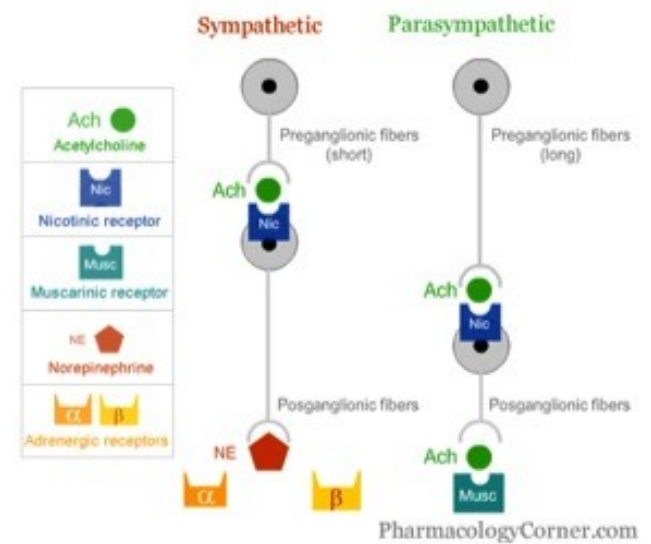 Sympathetic
Parasympathetic
Ach
Acetylcholine
Nic
Nicotinic receptor
Musc
Muscarinic receptor
NE
Norepinephrine
α β
Adrenergic receptors
Preganglionic fibers
(short)
Ach
Nic
Posganglionic fibers
NE
α
β
Preganglionic fibers
(long)
Ach
Nic
Posganglionic fibers
Ach
Musc
PharmacologyCorner.com